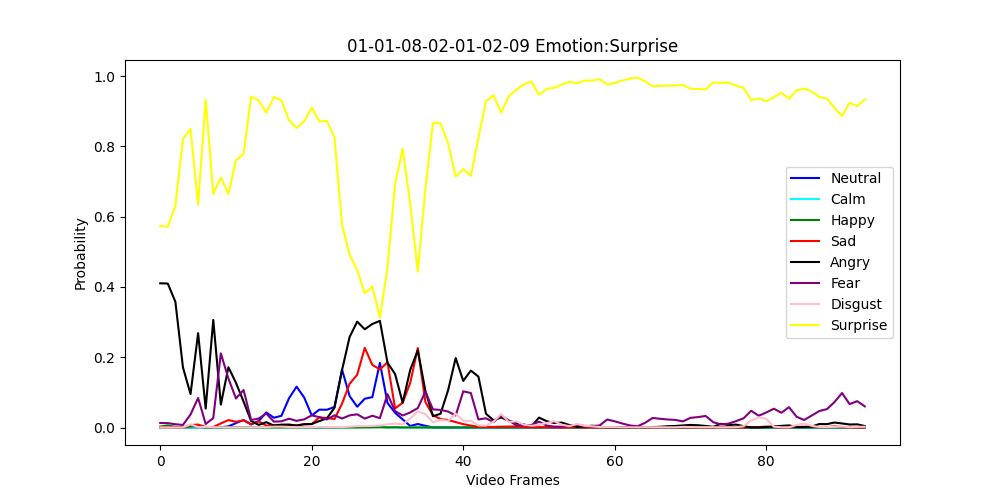 01-01-08-02-01-02-09 Emotion:Surprise
1.0
0.8
0.6
0.4
0.2
0.0
Probability
0 20 40 60 80
Video Frames
Neutral
Calm
Happy
Sad
Angry
Fear
Disgust
Surprise